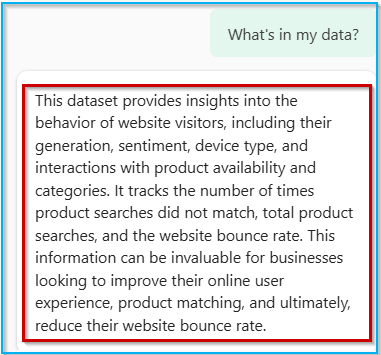 What's in my data?
This dataset provides insights into the
behavior of website visitors, including their
generation, sentiment, device type, and
interactions with product availability and
categories. It tracks the number of times
product searches did not match, total product
searches, and the website bounce rate. This
information can be invaluable for businesses
looking to improve their online user
experience, product matching, and ultimately,
reduce their website bounce rate.